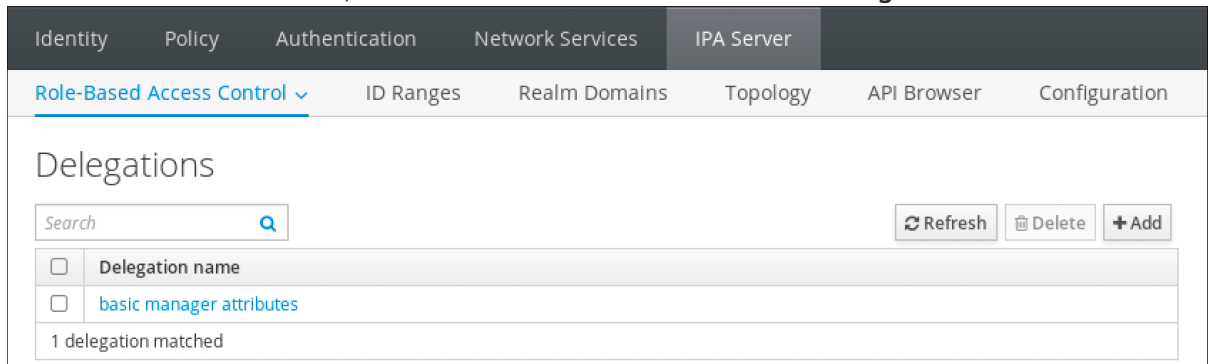 Identity Policy Authentication Network Services IPA Server
Role-Based Access Control ID Ranges Realm Domains Topology API Browser Configuration
Delegations
Search Refresh Delete Add
Delegation name
basic manager attributes
1 delegation matched